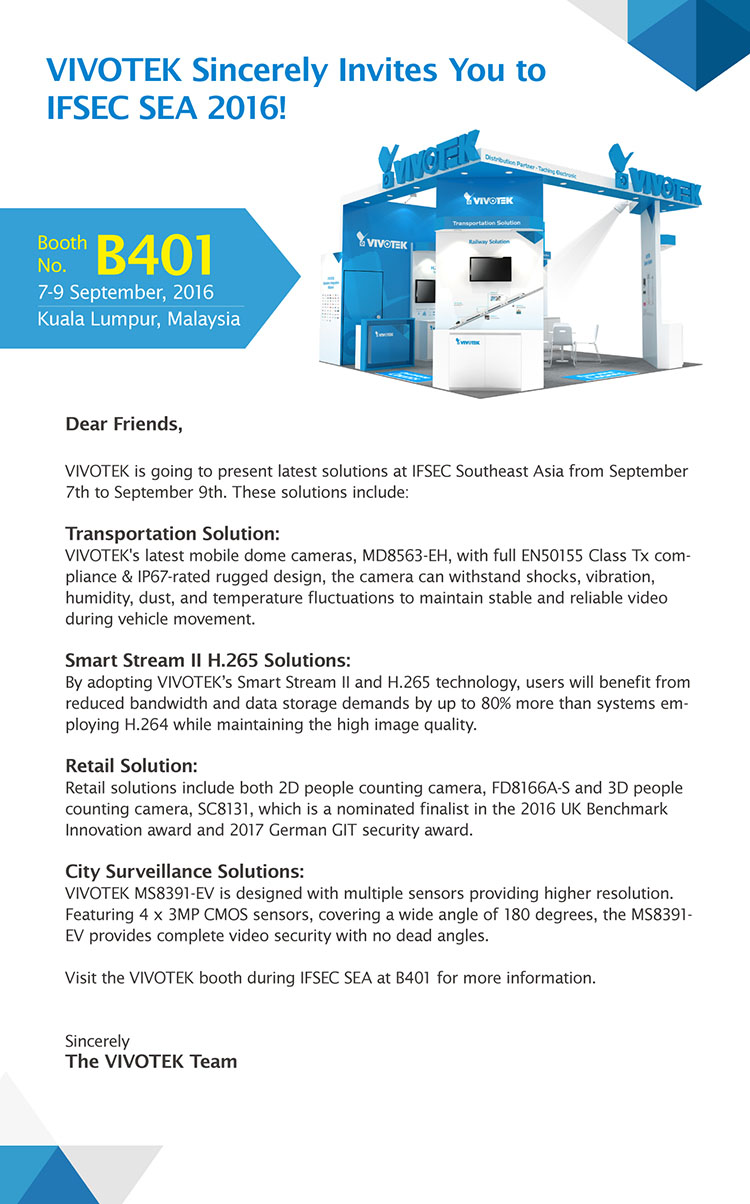 VIVOTEK Sincerely Invites You to
IFSEC SEA 2016!
VIVOTEK
Distribution Partner - Taching Electronic
VIVOTEK
VIVOTEK
Transportation Solution
VIVOTEK
Railway Solution
VIVOTEK
VIVOTEK
Booth
No.
B401
7-9 September, 2016
Kuala Lumpur, Malaysia
Dear Friends,
VIVOTEK is going to present latest solutions at IFSEC Southeast Asia from September
7th to September 9th. These solutions include:
Transportation Solution:
VIVOTEK's latest mobile dome cameras, MD8563-EH, with full EN50155 Class Tx com-
pliance & IP67-rated rugged design, the camera can withstand shocks, vibration,
humidity, dust, and temperature fluctuations to maintain stable and reliable video
during vehicle movement.
Smart Stream II H.265 Solutions:
By adopting VIVOTEK’s Smart Stream II and H.265 technology, users will benefit from
reduced bandwidth and data storage demands by up to 80% more than systems em-
ploying H.264 while maintaining the high image quality.
Retail Solution:
Retail solutions include both 2D people counting camera, FD8166A-S and 3D people
counting camera, SC8131, which is a nominated finalist in the 2016 UK Benchmark
Innovation award and 2017 German GIT security award.
City Surveillance Solutions:
VIVOTEK MS8391-EV is designed with multiple sensors providing higher resolution.
Featuring 4 x 3MP CMOS sensors, covering a wide angle of 180 degrees, the MS8391-
EV provides complete video security with no dead angles.
Visit the VIVOTEK booth during IFSEC SEA at B401 for more information.
Sincerely
The VIVOTEK Team